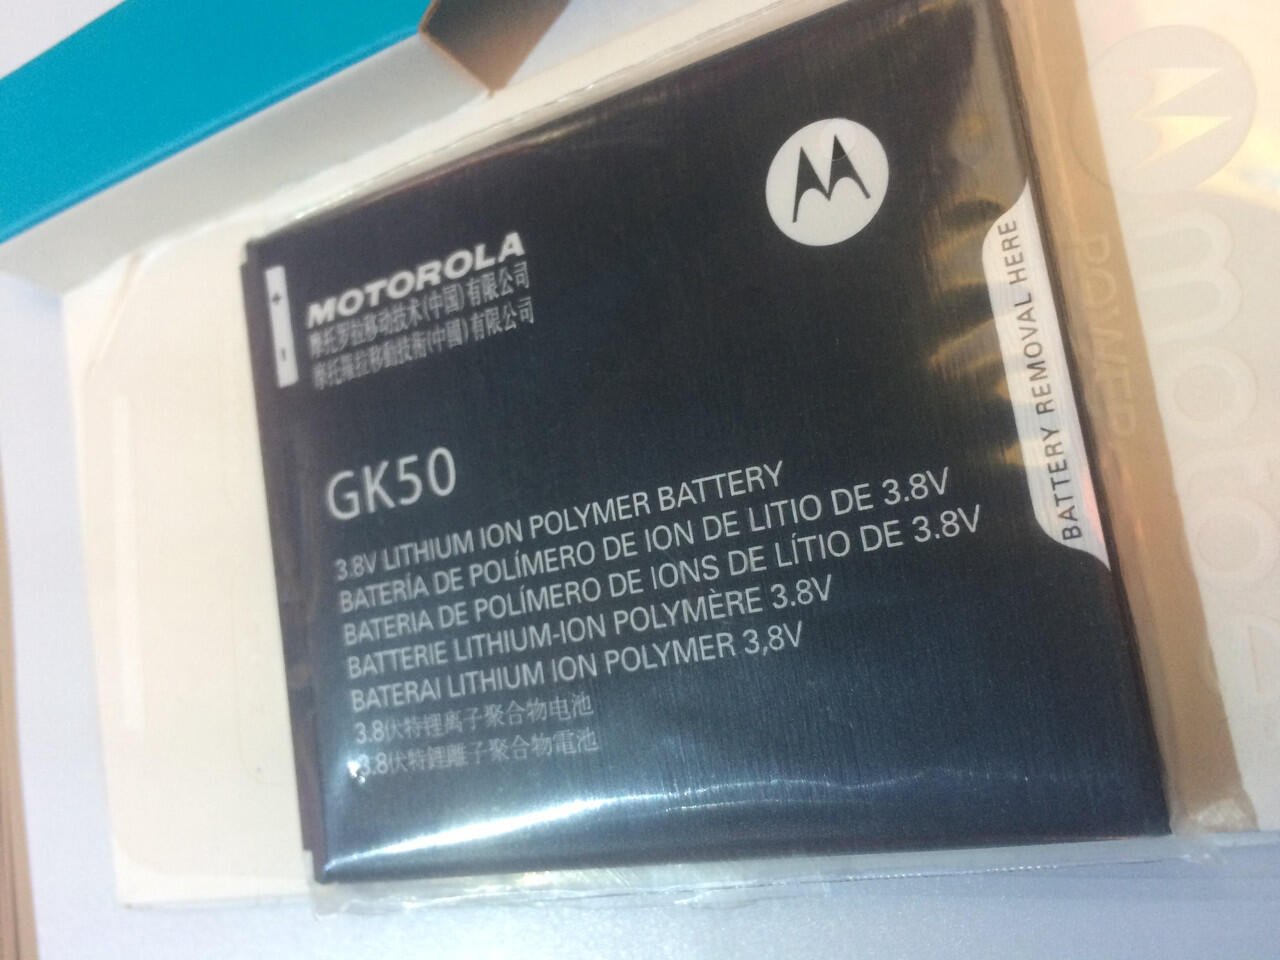 MOTOROLA
摩托罗拉移动技术(中国)有限公司
摩托羅拉移動技術(中國)有限公司
+
-
GK50
3.8V LITHIUM ION POLYMER BATTERY
BATERÍA DE POLÍMERO DE ION DE LITIO DE 3.8V
BATERIA DE POLÍMERO DE IONS DE LÍTIO DE 3.8V
BATTERIE LITHIUM-ION POLYMÈRE 3.8V
BATERAI LITHIUM ION POLYMER 3,8V
3.8伏特锂离子聚合物电池
3.8伏特鋰離子聚合物電池
BATTERY REMOVAL HERE
POWER
moto